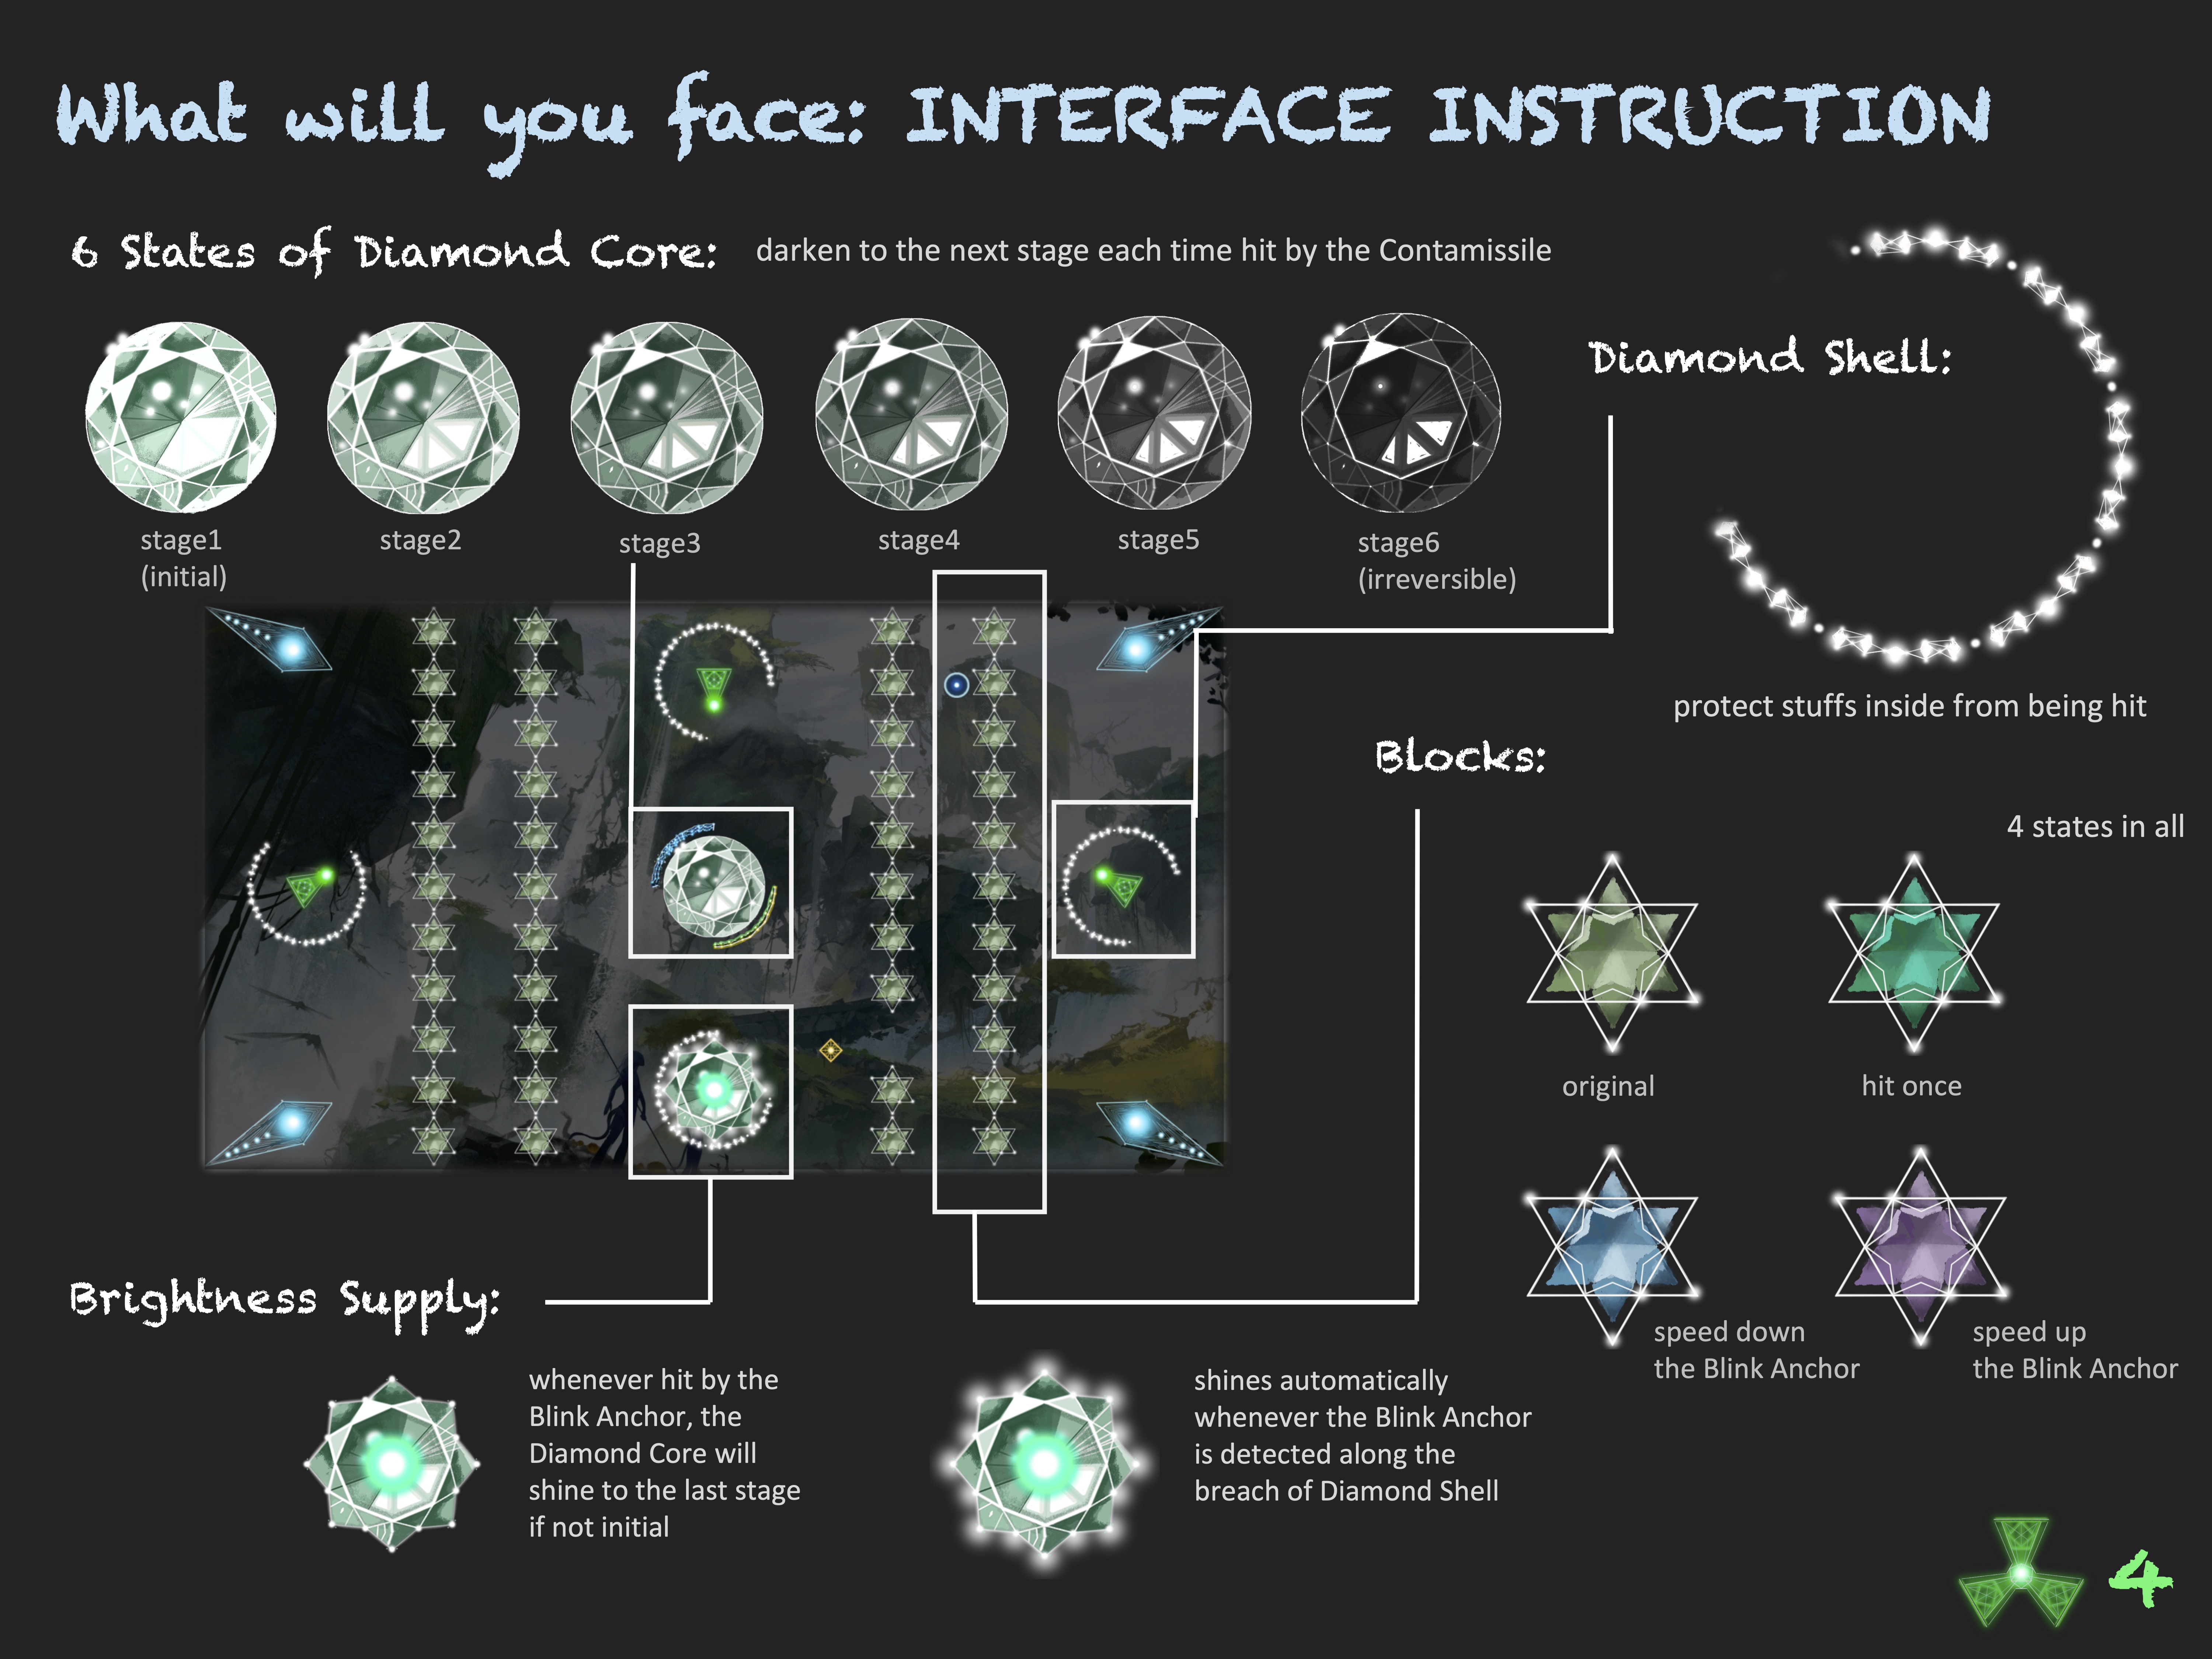 What will you face: INTERFACE INSTRUCTION
6 States of Diamond Core:
darken to the next stage each time hit by the Contamissile
stage1
(initial)
stage2
stage3
stage4
stage5
stage6
(irreversible)
Diamond Shell:
protect stuffs inside from being hit
Blocks:
4 states in all
original
hit once
speed down
the Blink Anchor
speed up
the Blink Anchor
Brightness Supply:
whenever hit by the
Blink Anchor, the
Diamond Core will
shine to the last stage
if not initial
shines automatically
whenever the Blink Anchor
is detected along the
breach of Diamond Shell
4